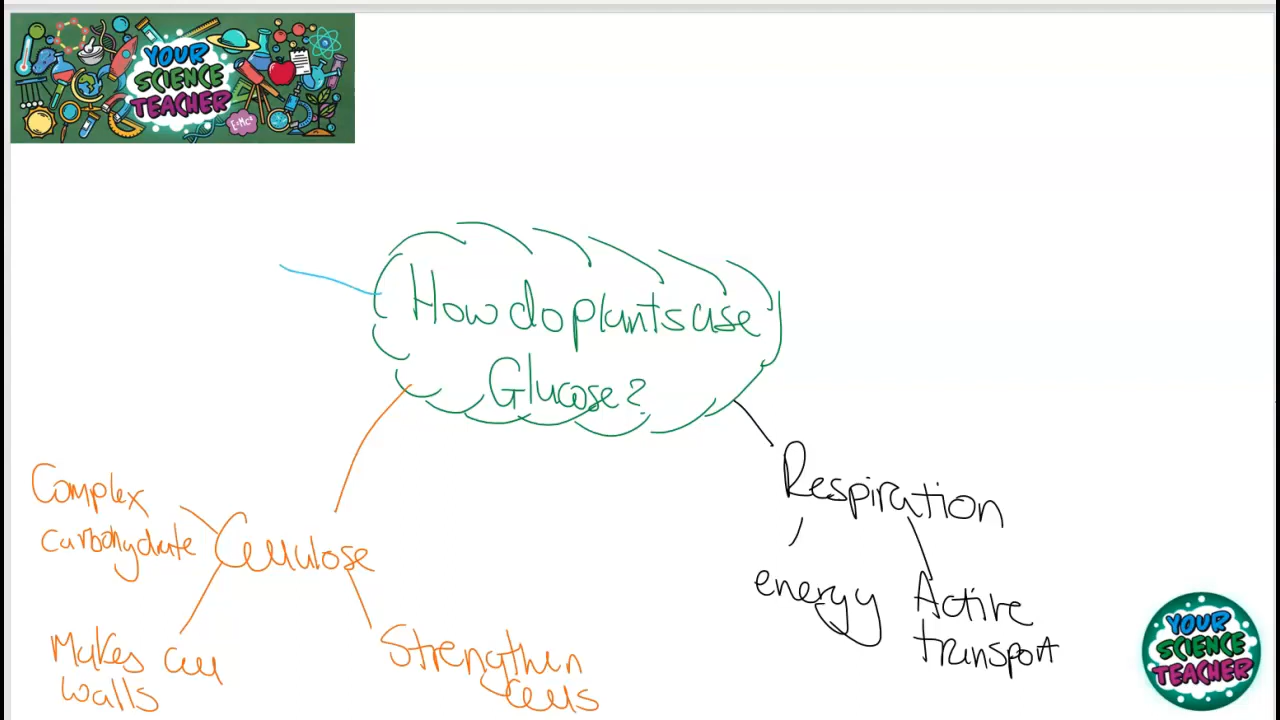 YOUR
SCIENCE
TEACHER
E=MC²
How do plants use
Glucose?
Respiration
energy
Active
transport
Cellulose
Complex
carbohydrate
Makes cell
walls
Strengthen
cells
YOUR
SCIENCE
TEACHER